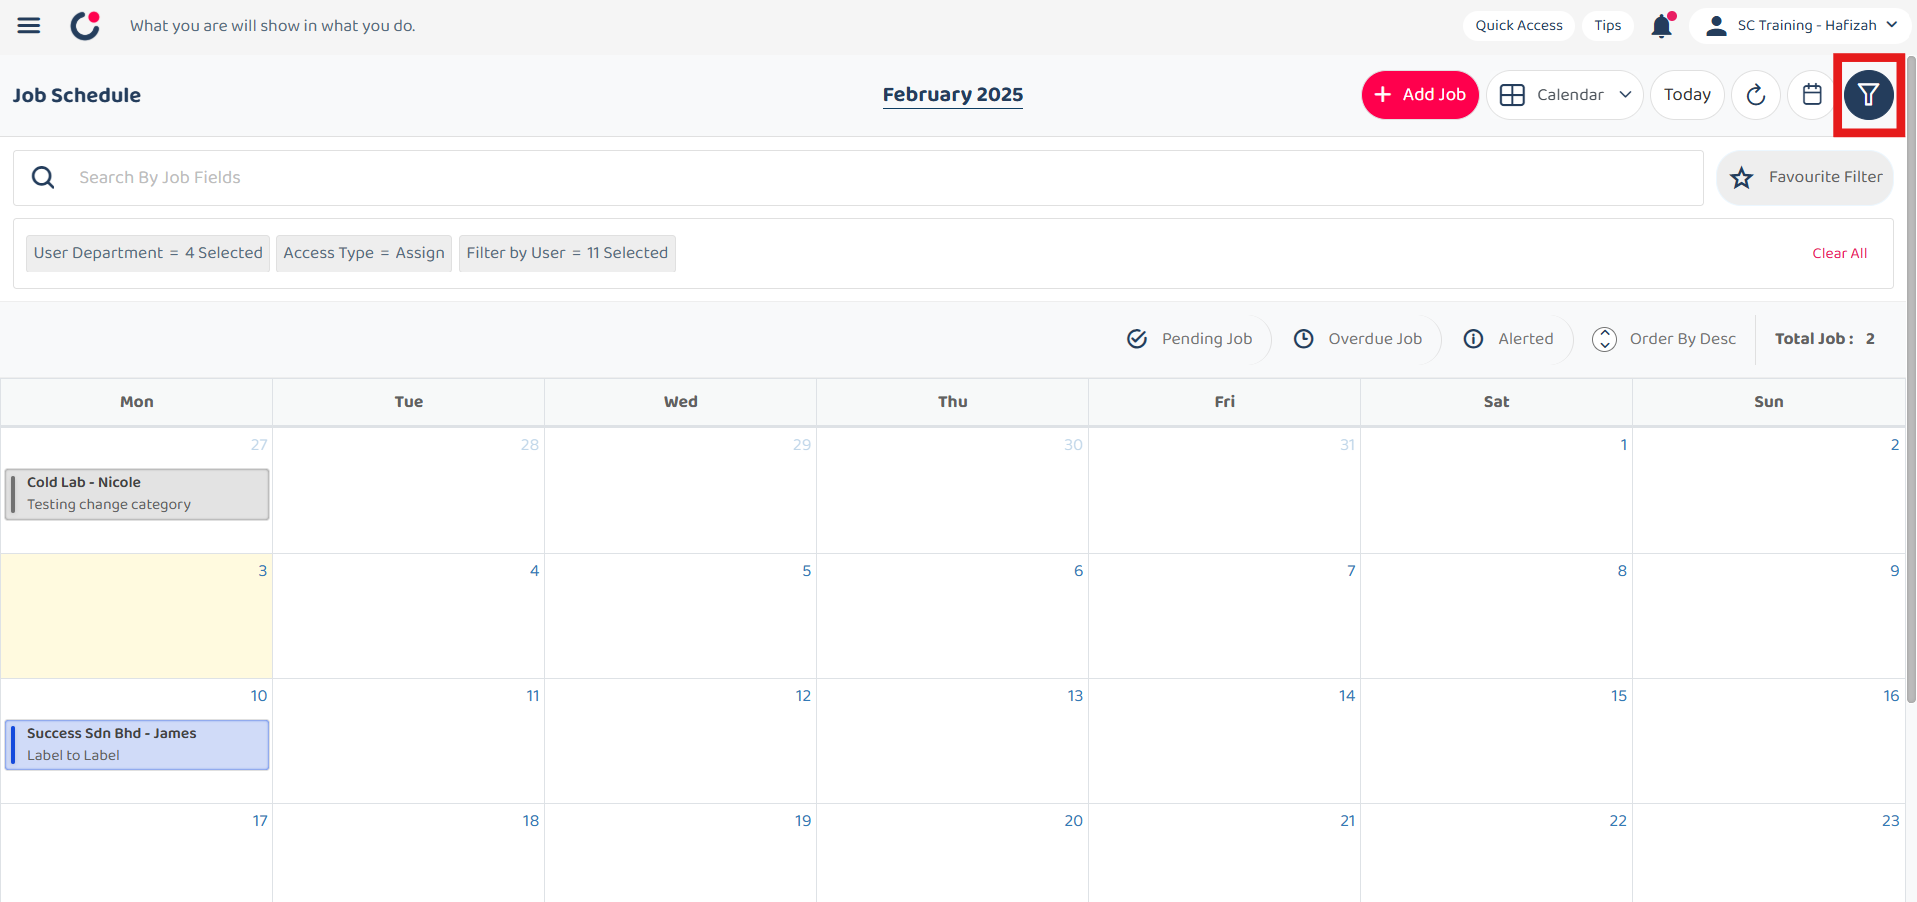 What you are will show in what you do.
Quick Access
Tips
SC Training - Hafizah
Job Schedule
February 2025
+ Add Job
Calendar
Today
Search By Job Fields
Favourite Filter
User Department = 4 Selected
Access Type = Assign
Filter by User = 11 Selected
Clear All
Pending Job
Overdue Job
Alerted
Order By Desc
Total Job : 2
Mon Tue Wed Thu Fri Sat Sun
27 28 29 30 31 1 2
Cold Lab - Nicole
Testing change category
3 4 5 6 7 8 9
10 11 12 13 14 15 16
Success Sdn Bhd - James
Label to Label
17 18 19 20 21 22 23